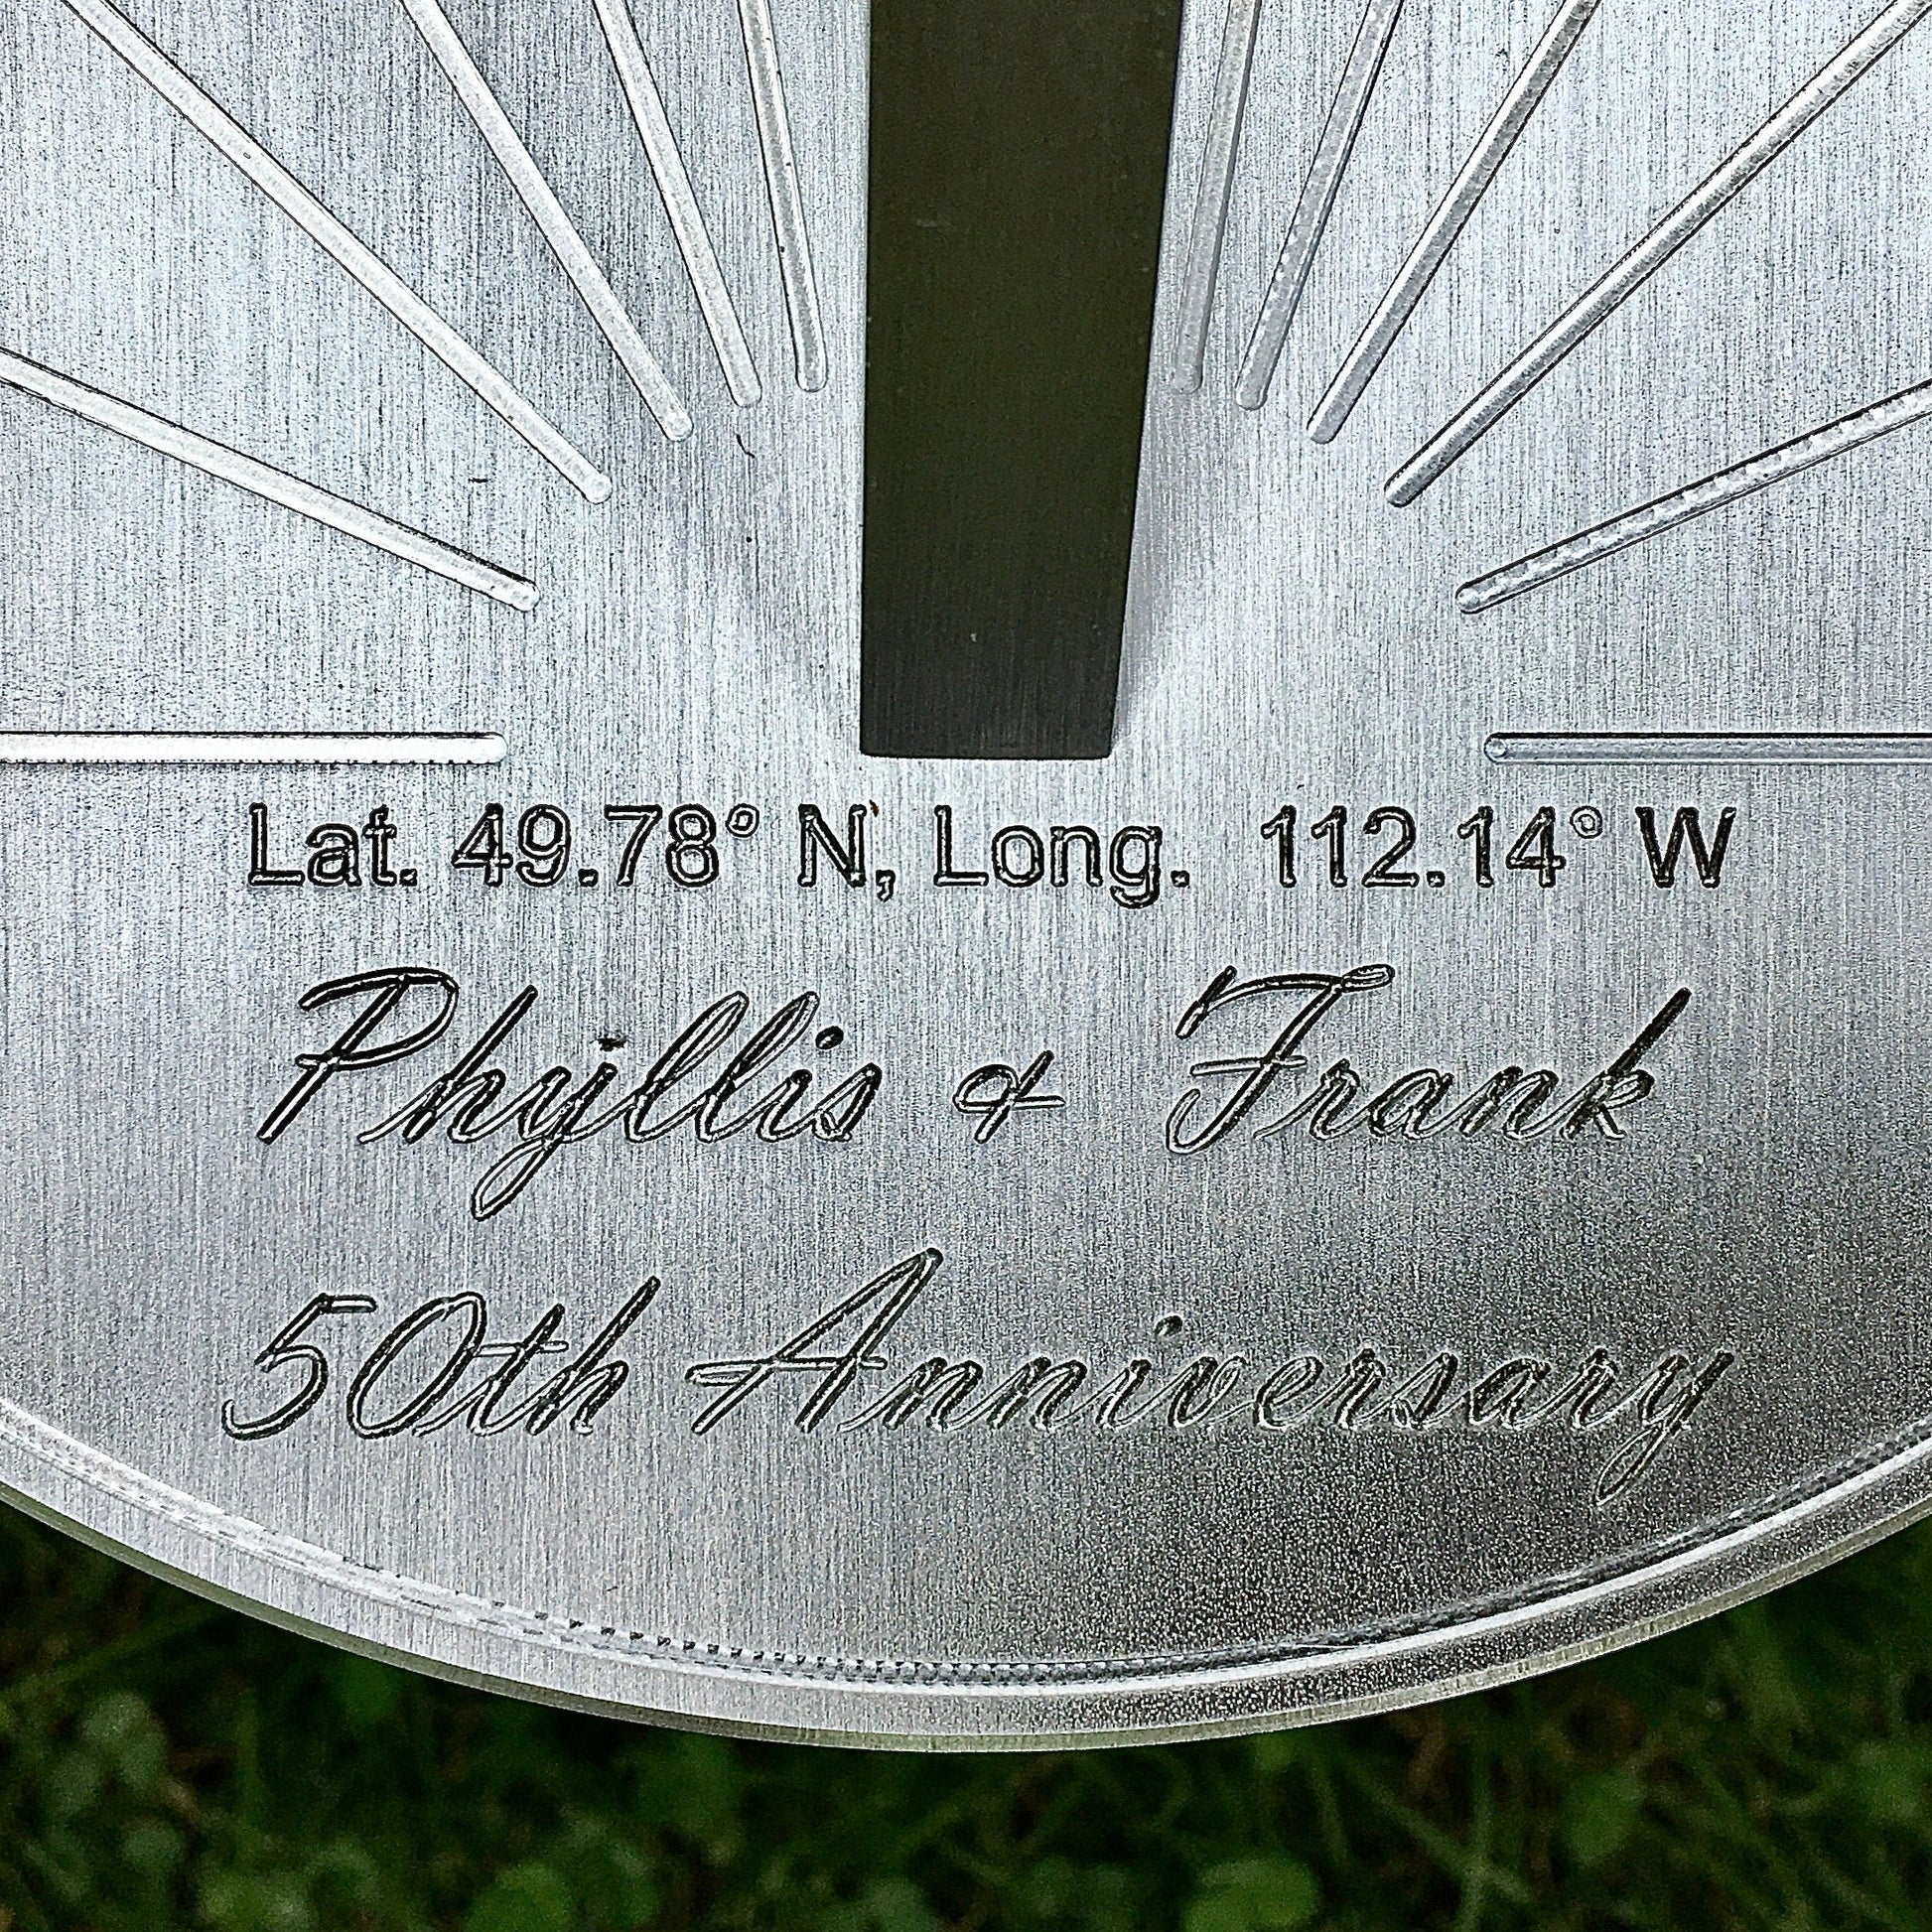 Lat. 49.78° N, Long. 112.14° W
Phyllis & Frank
50th Anniversary